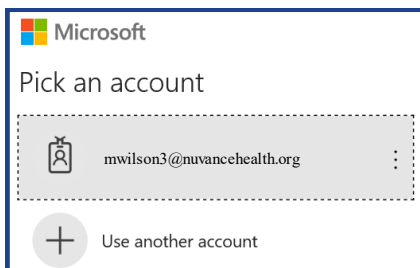 Microsoft
Pick an account
mwilson3@nuvancehealth.org
Use another account